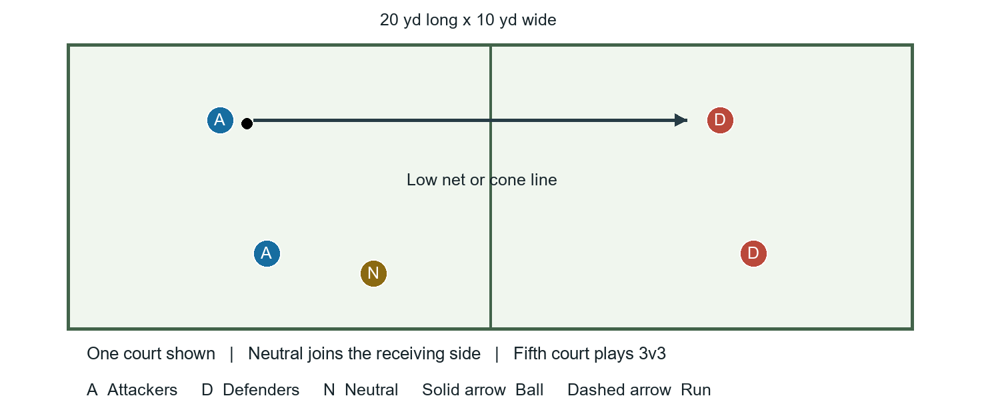 20 yd long x 10 yd wide
A
D
Low net or cone line
A
N
D
One court shown | Neutral joins the receiving side | Fifth court plays 3v3
A Attackers D Defenders N Neutral Solid arrow Ball Dashed arrow Run